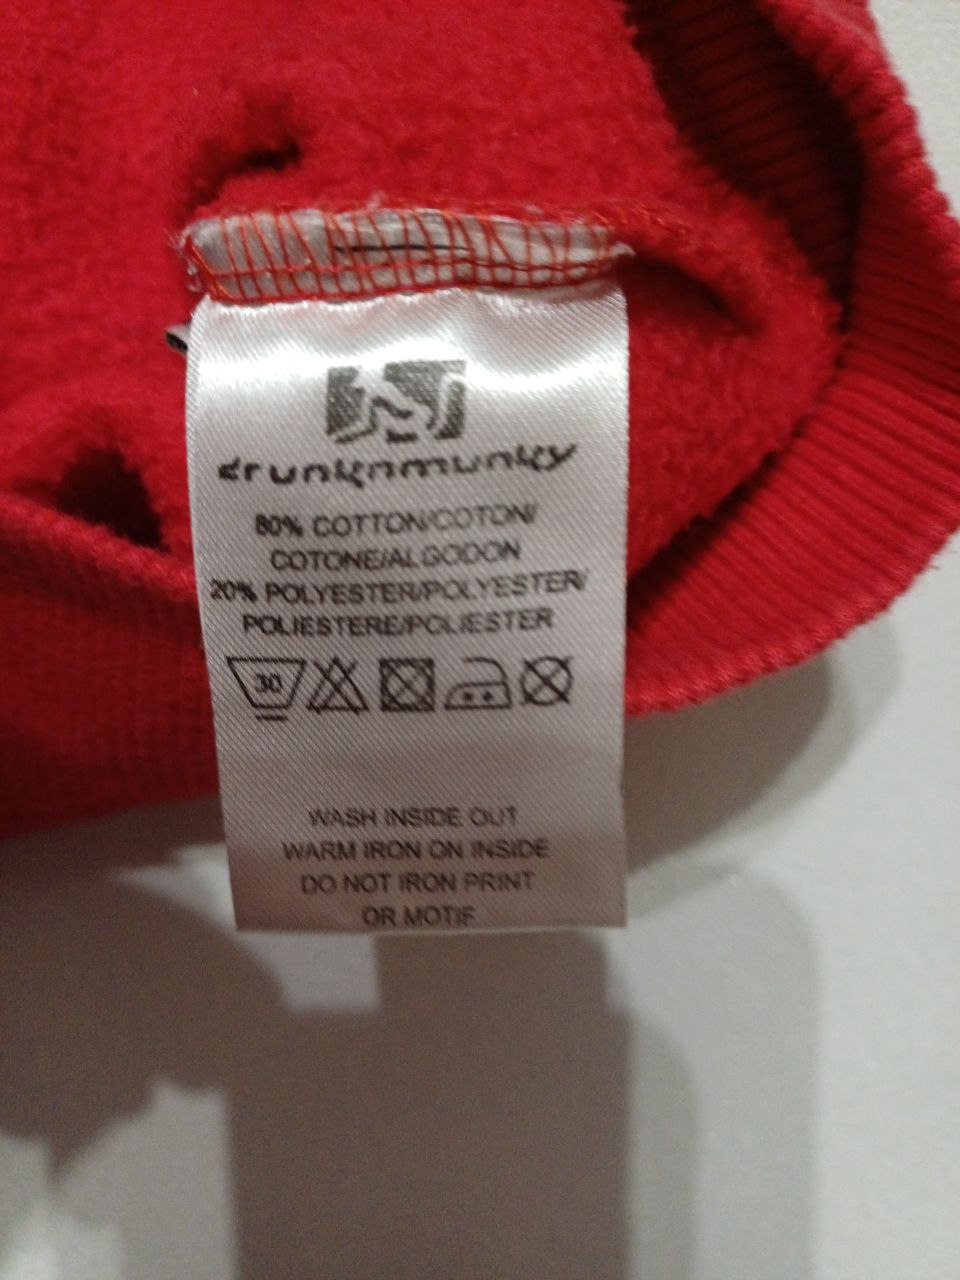 drunknmunky
80% COTTON/COTON/
COTONE/ALGODON
20% POLYESTER/POLYESTER/
POLIESTERE/POLIESTER
30
WASH INSIDE OUT
WARM IRON ON INSIDE
DO NOT IRON PRINT
OR MOTIF